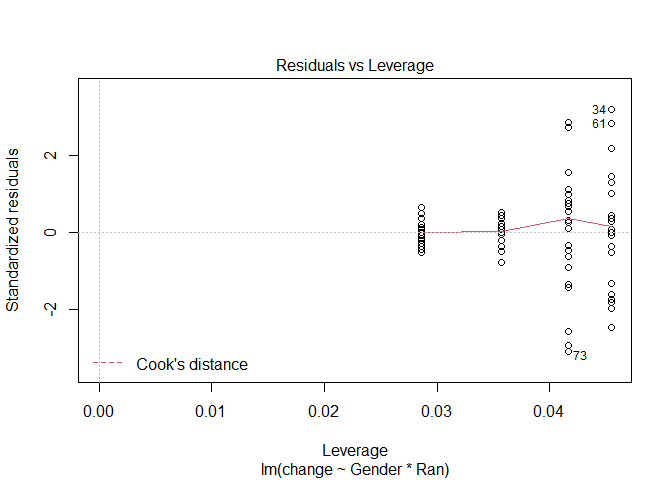 Residuals vs Leverage
Standardized residuals
2
0
-2
34
61
73
Cook's distance
0.00 0.01 0.02 0.03 0.04
Leverage
lm(change ~ Gender * Ran)